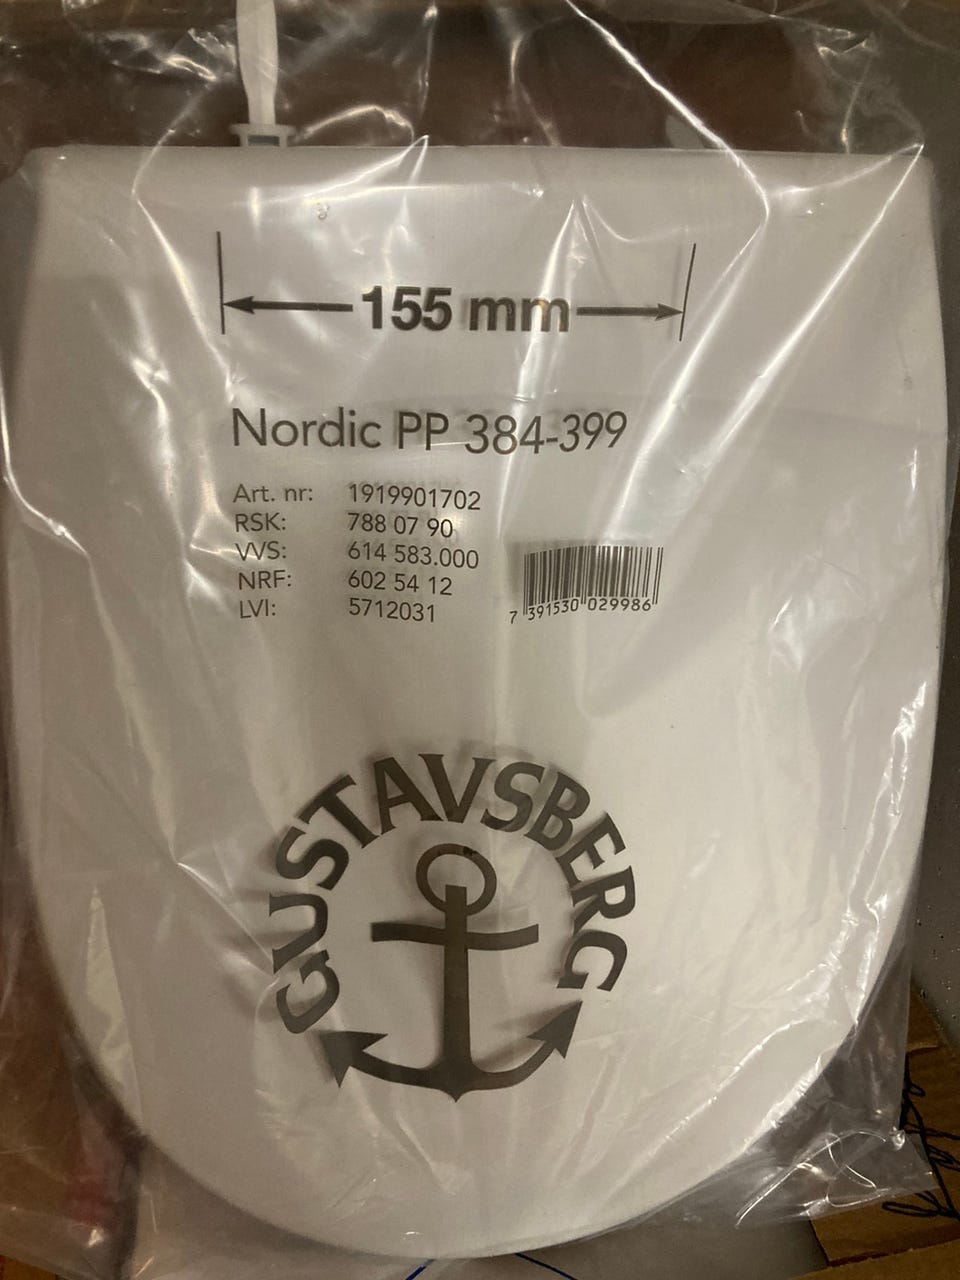 155 mm
Nordic PP 384-399
Art. nr: 1919901702
RSK: 788 07 90
VVS: 614 583.000
NRF: 602 54 12
LVI: 5712031
7 391530 029986
GUSTAVSBERG